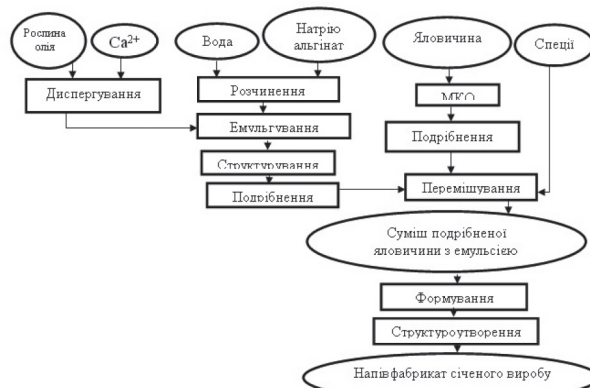 Рослина
олія
Ca²⁺
Вода
Натрію
альгінат
Яловичина
Спеції
Диспергування
Розчинення
МКО
Емульгування
Подрібнення
Структурування
Подрібнення
Перемішування
Суміш подрібненої
яловичини з емульсією
Формування
Структуроутворення
Напівфабрикат січеного виробу